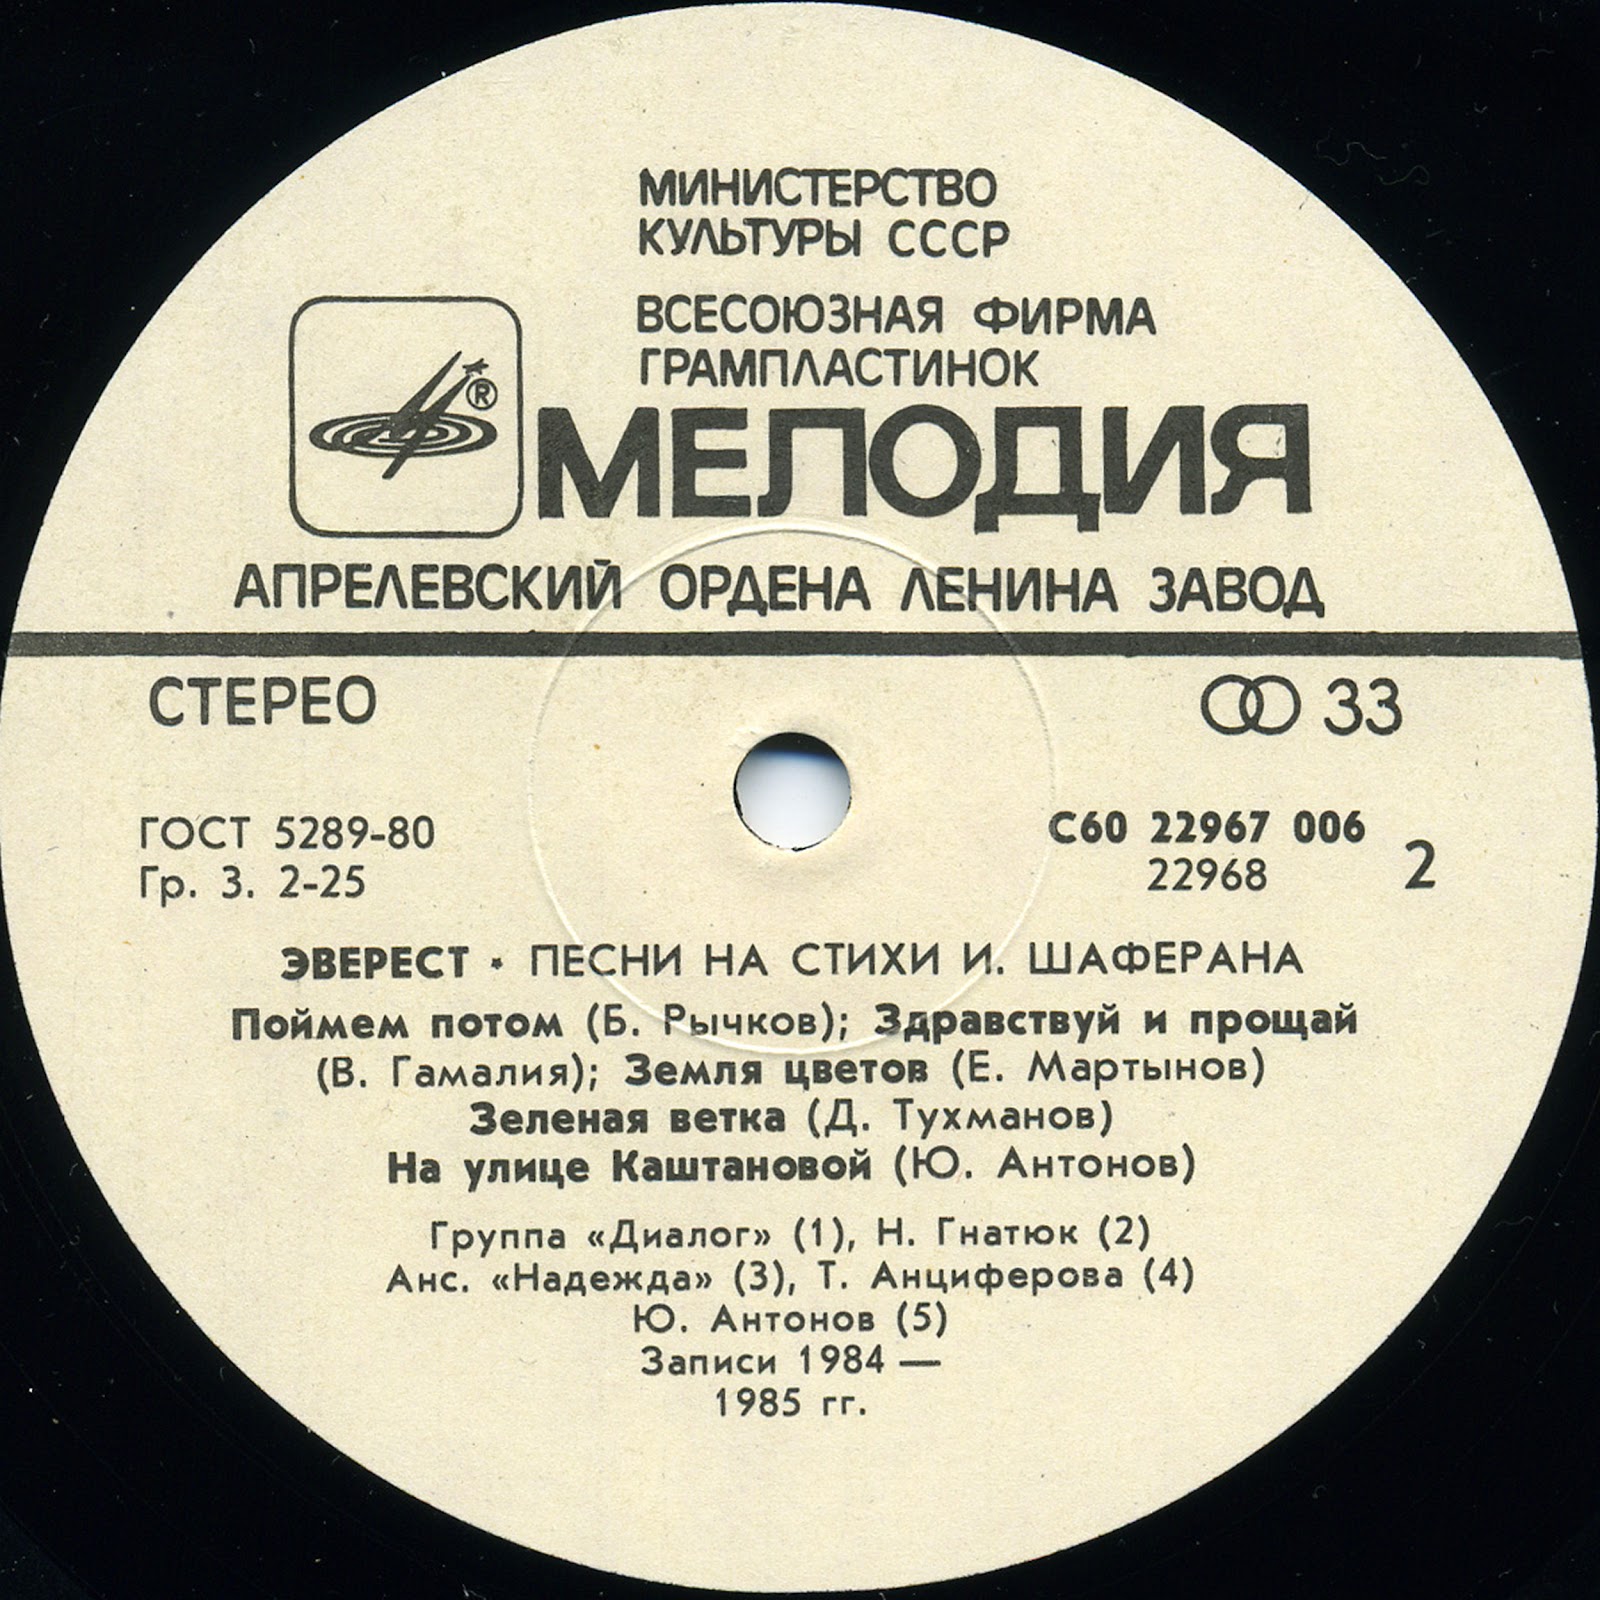 МИНИСТЕРСТВО
КУЛЬТУРЫ СССР
ВСЕСОЮЗНАЯ ФИРМА
ГРАМПЛАСТИНОК
®
МЕЛОДИЯ
АПРЕЛЕВСКИЙ ОРДЕНА ЛЕНИНА ЗАВОД
СТЕРЕО
33
ГОСТ 5289-80
Гр. 3. 2-25
С60 22967 006
22968
2
ЭВЕРЕСТ · ПЕСНИ НА СТИХИ И. ШАФЕРАНА
Поймем потом (Б. Рычков); Здравствуй и прощай
(В. Гамалия); Земля цветов (Е. Мартынов)
Зеленая ветка (Д. Тухманов)
На улице Каштановой (Ю. Антонов)
Группа «Диалог» (1), Н. Гнатюк (2)
Анс. «Надежда» (3), Т. Анциферова (4)
Ю. Антонов (5)
Записи 1984 —
1985 гг.